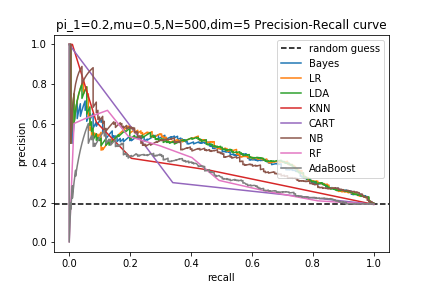 pi_1=0.2,mu=0.5,N=500,dim=5 Precision-Recall curve
1.0
0.8
0.6
0.4
0.2
0.0
precision
random guess
Bayes
LR
LDA
KNN
CART
NB
RF
AdaBoost
0.0 0.2 0.4 0.6 0.8 1.0
recall